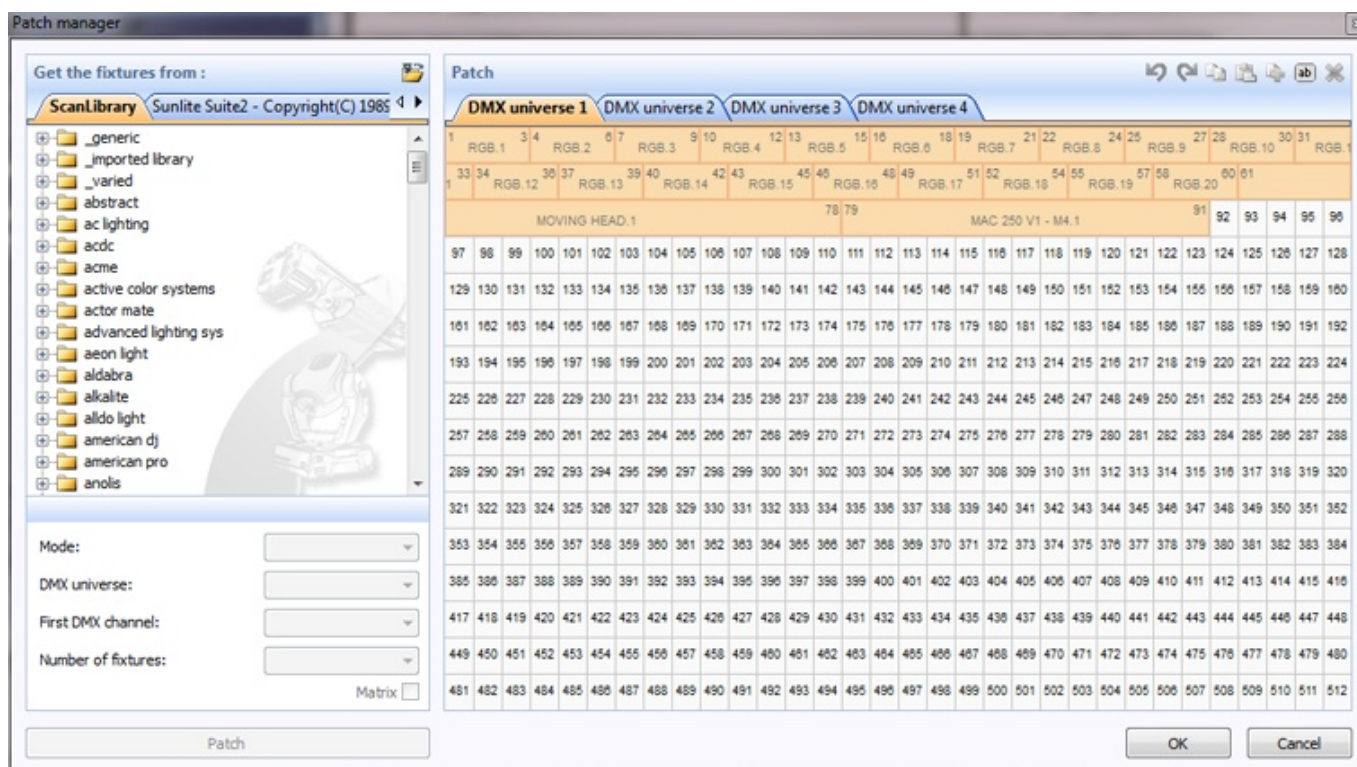 Patch manager
Get the fixtures from :
ScanLibrary Sunlite Suite2 - Copyright(C) 1989
_generic
_imported library
_varied
abstract
ac lighting
acdc
acme
active color systems
actor mate
advanced lighting sys
aeon light
aldabra
alkalite
alldo light
american dj
american pro
anolis
Mode:
DMX universe:
First DMX channel:
Number of fixtures:
Matrix
Patch
Patch
ab
DMX universe 1 DMX universe 2 DMX universe 3 DMX universe 4
1 RGB.1 3 4 RGB.2 6 7 RGB.3 9 10 RGB.4 12 13 RGB.5 15 16 RGB.6 18 19 RGB.7 21 22 RGB.8 24 25 RGB.9 27 28 RGB.10 30 31 RGB.1
1 33 34 RGB.12 36 37 RGB.13 39 40 RGB.14 42 43 RGB.15 45 46 RGB.16 48 49 RGB.17 51 52 RGB.18 54 55 RGB.19 57 58 RGB.20 60 61
MOVING HEAD.1 78 79 MAC 250 V1 - M4.1 91 92 93 94 95 96
97 98 99 100 101 102 103 104 105 106 107 108 109 110 111 112 113 114 115 116 117 118 119 120 121 122 123 124 125 126 127 128
129 130 131 132 133 134 135 136 137 138 139 140 141 142 143 144 145 146 147 148 149 150 151 152 153 154 155 156 157 158 159 160
161 162 163 164 165 166 167 168 169 170 171 172 173 174 175 176 177 178 179 180 181 182 183 184 185 186 187 188 189 190 191 192
193 194 195 196 197 198 199 200 201 202 203 204 205 206 207 208 209 210 211 212 213 214 215 216 217 218 219 220 221 222 223 224
225 226 227 228 229 230 231 232 233 234 235 236 237 238 239 240 241 242 243 244 245 246 247 248 249 250 251 252 253 254 255 256
257 258 259 260 261 262 263 264 265 266 267 268 269 270 271 272 273 274 275 276 277 278 279 280 281 282 283 284 285 286 287 288
289 290 291 292 293 294 295 296 297 298 299 300 301 302 303 304 305 306 307 308 309 310 311 312 313 314 315 316 317 318 319 320
321 322 323 324 325 326 327 328 329 330 331 332 333 334 335 336 337 338 339 340 341 342 343 344 345 346 347 348 349 350 351 352
353 354 355 356 357 358 359 360 361 362 363 364 365 366 367 368 369 370 371 372 373 374 375 376 377 378 379 380 381 382 383 384
385 386 387 388 389 390 391 392 393 394 395 396 397 398 399 400 401 402 403 404 405 406 407 408 409 410 411 412 413 414 415 416
417 418 419 420 421 422 423 424 425 426 427 428 429 430 431 432 433 434 435 436 437 438 439 440 441 442 443 444 445 446 447 448
449 450 451 452 453 454 455 456 457 458 459 460 461 462 463 464 465 466 467 468 469 470 471 472 473 474 475 476 477 478 479 480
481 482 483 484 485 486 487 488 489 490 491 492 493 494 495 496 497 498 499 500 501 502 503 504 505 506 507 508 509 510 511 512
OK Cancel